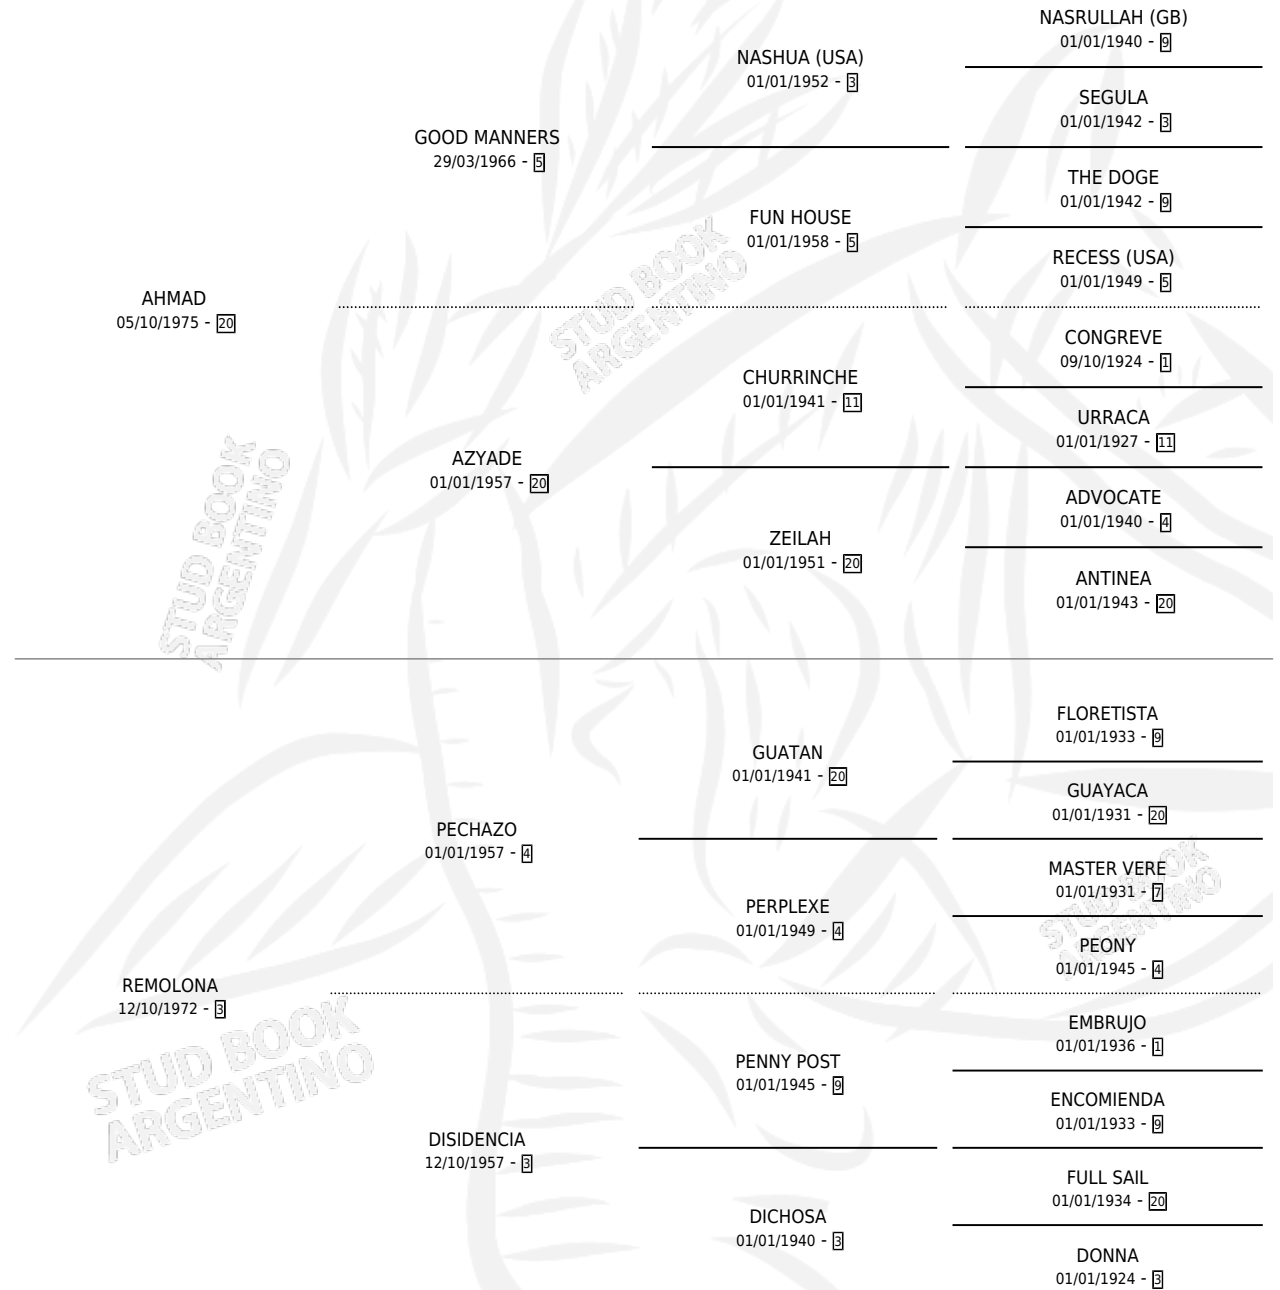 NASRULLAH (GB)
01/01/1940 - 9
NASHUA (USA)
01/01/1952 - 3
SEGULA
01/01/1942 - 3
GOOD MANNERS
29/03/1966 - 5
THE DOGE
01/01/1942 - 9
FUN HOUSE
01/01/1958 - 5
RECESS (USA)
01/01/1949 - 5
AHMAD
05/10/1975 - 20
CONGREVE
09/10/1924 - 1
CHURRINCHE
01/01/1941 - 11
URRACA
01/01/1927 - 11
AZYADE
01/01/1957 - 20
ADVOCATE
01/01/1940 - 4
ZEILAH
01/01/1951 - 20
ANTINEA
01/01/1943 - 20
STUD BOOK
ARGENTINO
STUD BOOK
ARGENTINO
FLORETISTA
01/01/1933 - 9
GUATAN
01/01/1941 - 20
GUAYACA
01/01/1931 - 20
PECHAZO
01/01/1957 - 4
MASTER VERE
01/01/1931 - 7
PERPLEXE
01/01/1949 - 4
PEONY
01/01/1945 - 4
STUD BOOK
ARGENTINO
REMOLONA
12/10/1972 - 3
EMBRUJO
01/01/1936 - 1
PENNY POST
01/01/1945 - 9
ENCOMIENDA
01/01/1933 - 9
DISIDENCIA
12/10/1957 - 3
FULL SAIL
01/01/1934 - 20
DICHOSA
01/01/1940 - 3
DONNA
01/01/1924 - 3
STUD BOOK
ARGENTINO